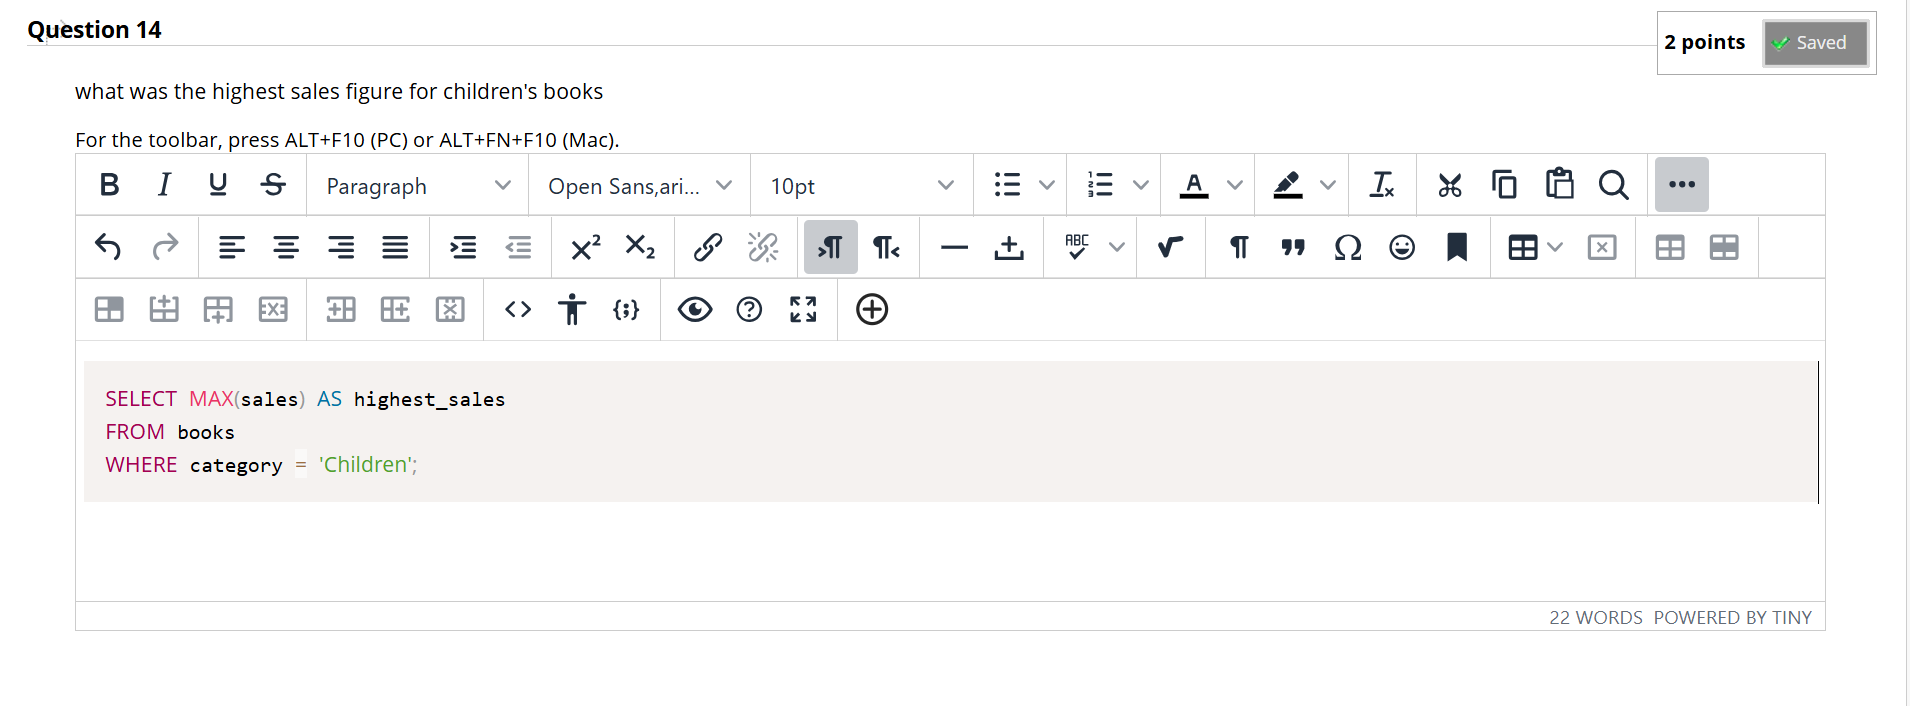 Question 14
2 points
Saved
what was the highest sales figure for children's books
For the toolbar, press ALT+F10 (PC) or ALT+FN+F10 (Mac).
B I U S Paragraph Open Sans,ari... 10pt
ABC
SELECT MAX(sales) AS highest_sales
FROM books
WHERE category = 'Children';
22 WORDS POWERED BY TINY